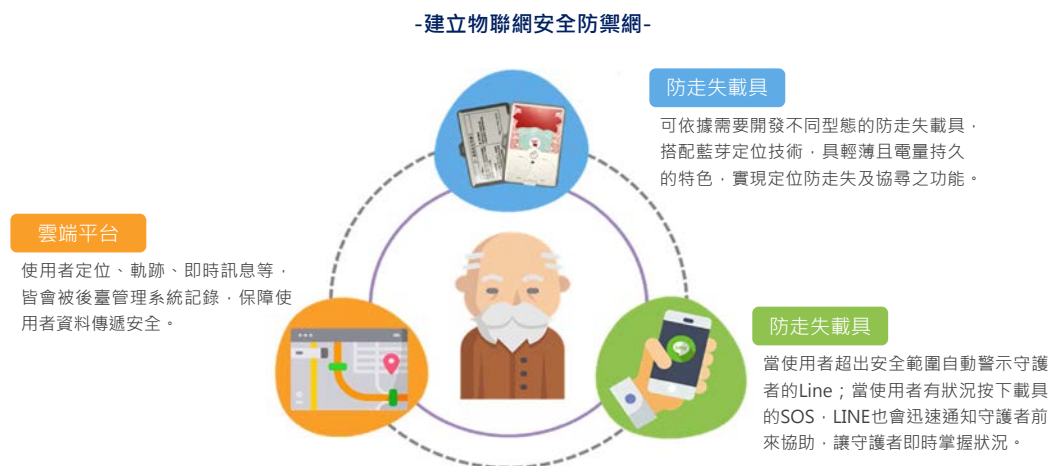 -建立物聯網安全防禦網-
防走失載具
可依據需要開發不同型態的防走失載具，
搭配藍芽定位技術，具輕薄且電量持久
的特色，實現定位防走失及協尋之功能。
雲端平台
使用者定位、軌跡、即時訊息等，
皆會被後臺管理系統記錄，保障使
用者資料傳遞安全。
防走失載具
當使用者超出安全範圍自動警示守護
者的Line；當使用者有狀況按下載具
的SOS，LINE也會迅速通知守護者前
來協助，讓守護者即時掌握狀況。